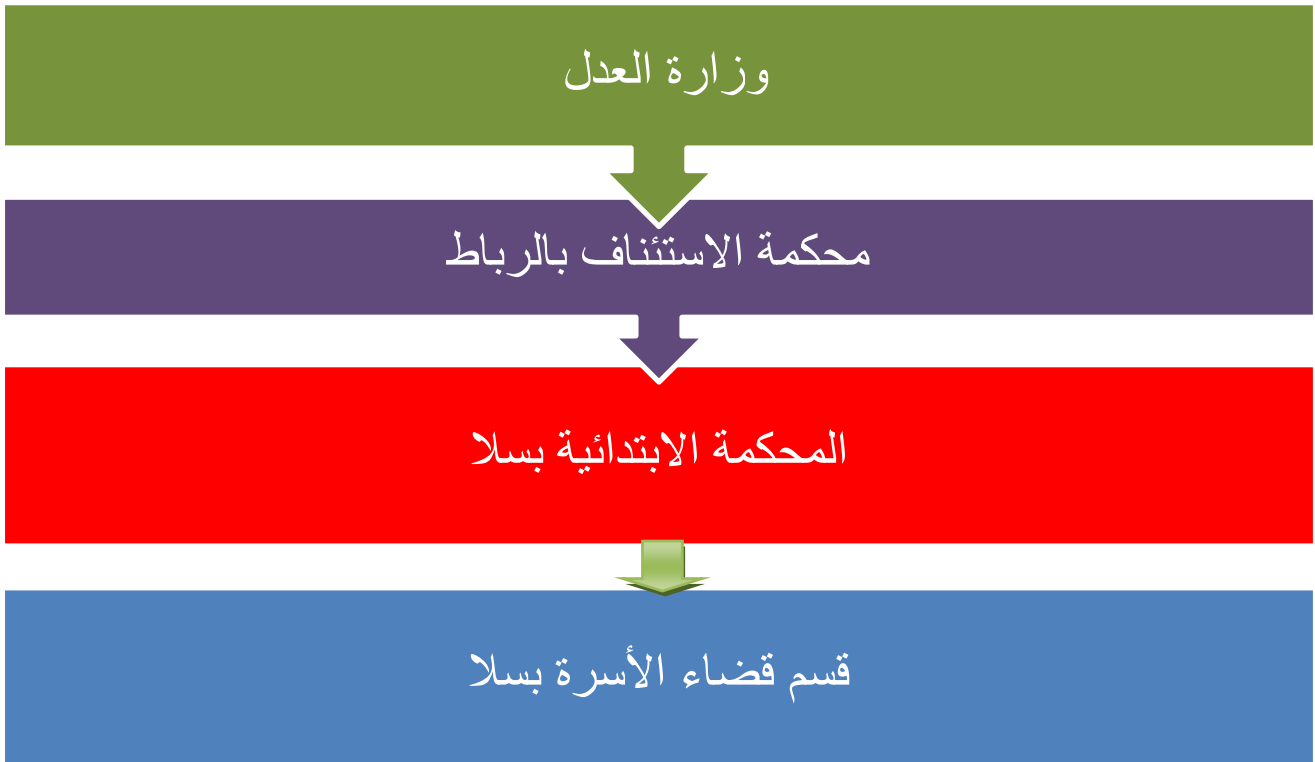 وزارة العدل
محكمة الاستئناف بالرباط
المحكمة الابتدائية بسلا
قسم قضاء الأسرة بسلا